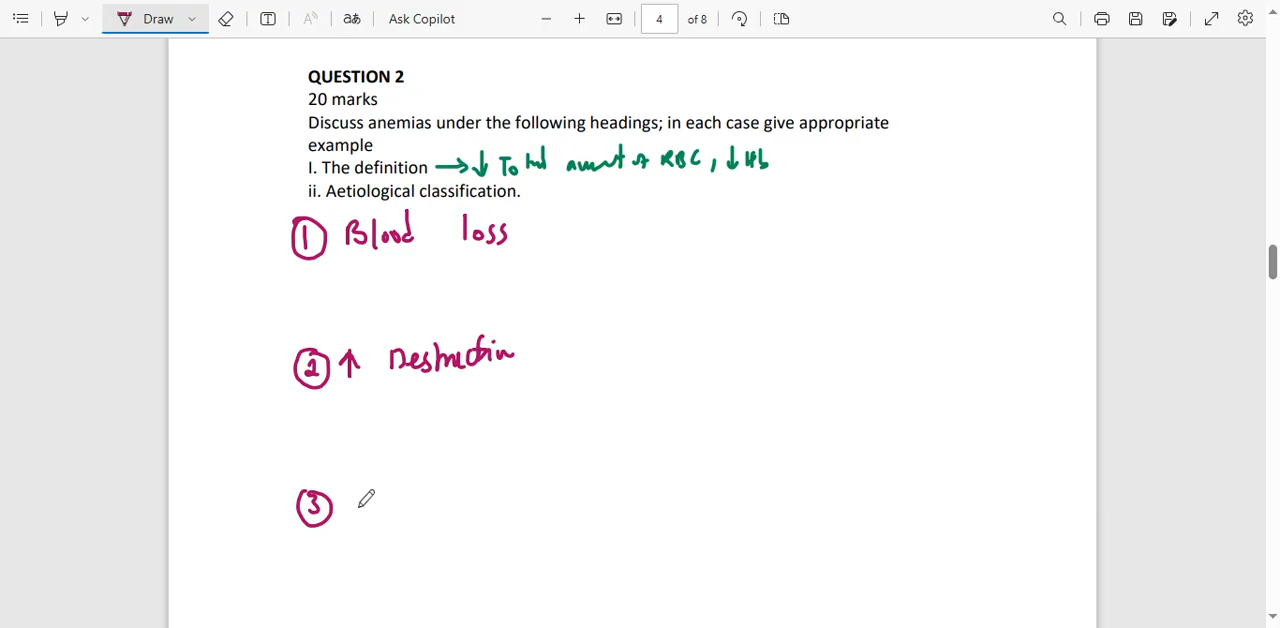 Draw
Ask Copilot
4 of 8
QUESTION 2
20 marks
Discuss anemias under the following headings; in each case give appropriate
example
I. The definition → ↓ Total amount of RBC, ↓ Hb
ii. Aetiological classification.
① Blood loss
② ↑ Destruction
③